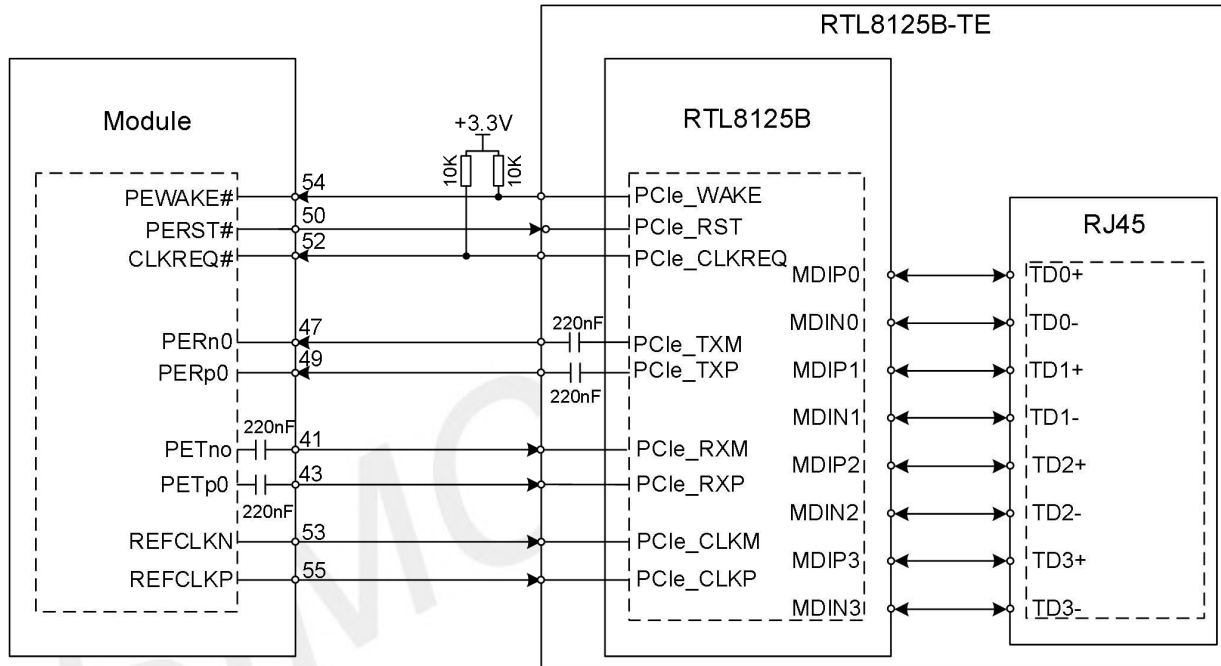 RTL8125B-TE
Module
+3.3V
10K
10K
RTL8125B
RJ45
PEWAKE#
54
PCIe_WAKE
PERST#
50
PCIe_RST
CLKREQ#
52
PCIe_CLKREQ
MDIP0
TD0+
MDIN0
TD0-
PERn0
47
220nF
PCIe_TXM
PERp0
49
220nF
PCIe_TXP
MDIP1
TD1+
MDIN1
TD1-
PETno
220nF
41
PCIe_RXM
MDIP2
TD2+
PETp0
220nF
43
PCIe_RXP
MDIN2
TD2-
REFCLKN
53
PCIe_CLKM
MDIP3
TD3+
REFCLKP
55
PCIe_CLKP
MDIN3
TD3-